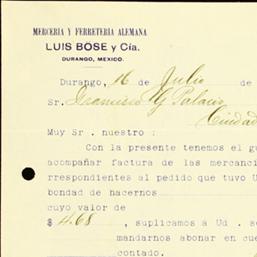 MERCERIA Y FERRETERIA ALEMANA
LUIS BOSE y Cía.
DURANGO, MEXICO.
Durango, 16 de Julio de
Sr. Francisco G. Palacio
Ciudad
Muy Sr . nuestro :
Con la presente tenemos el gu
acompañar factura de las mercanci
rrespondientes al pedido que tuvo U
bondad de hacernos
cuyo valor de
$ 4.68 , suplicamos a Ud . se
mandarnos abonar en cue
contado.